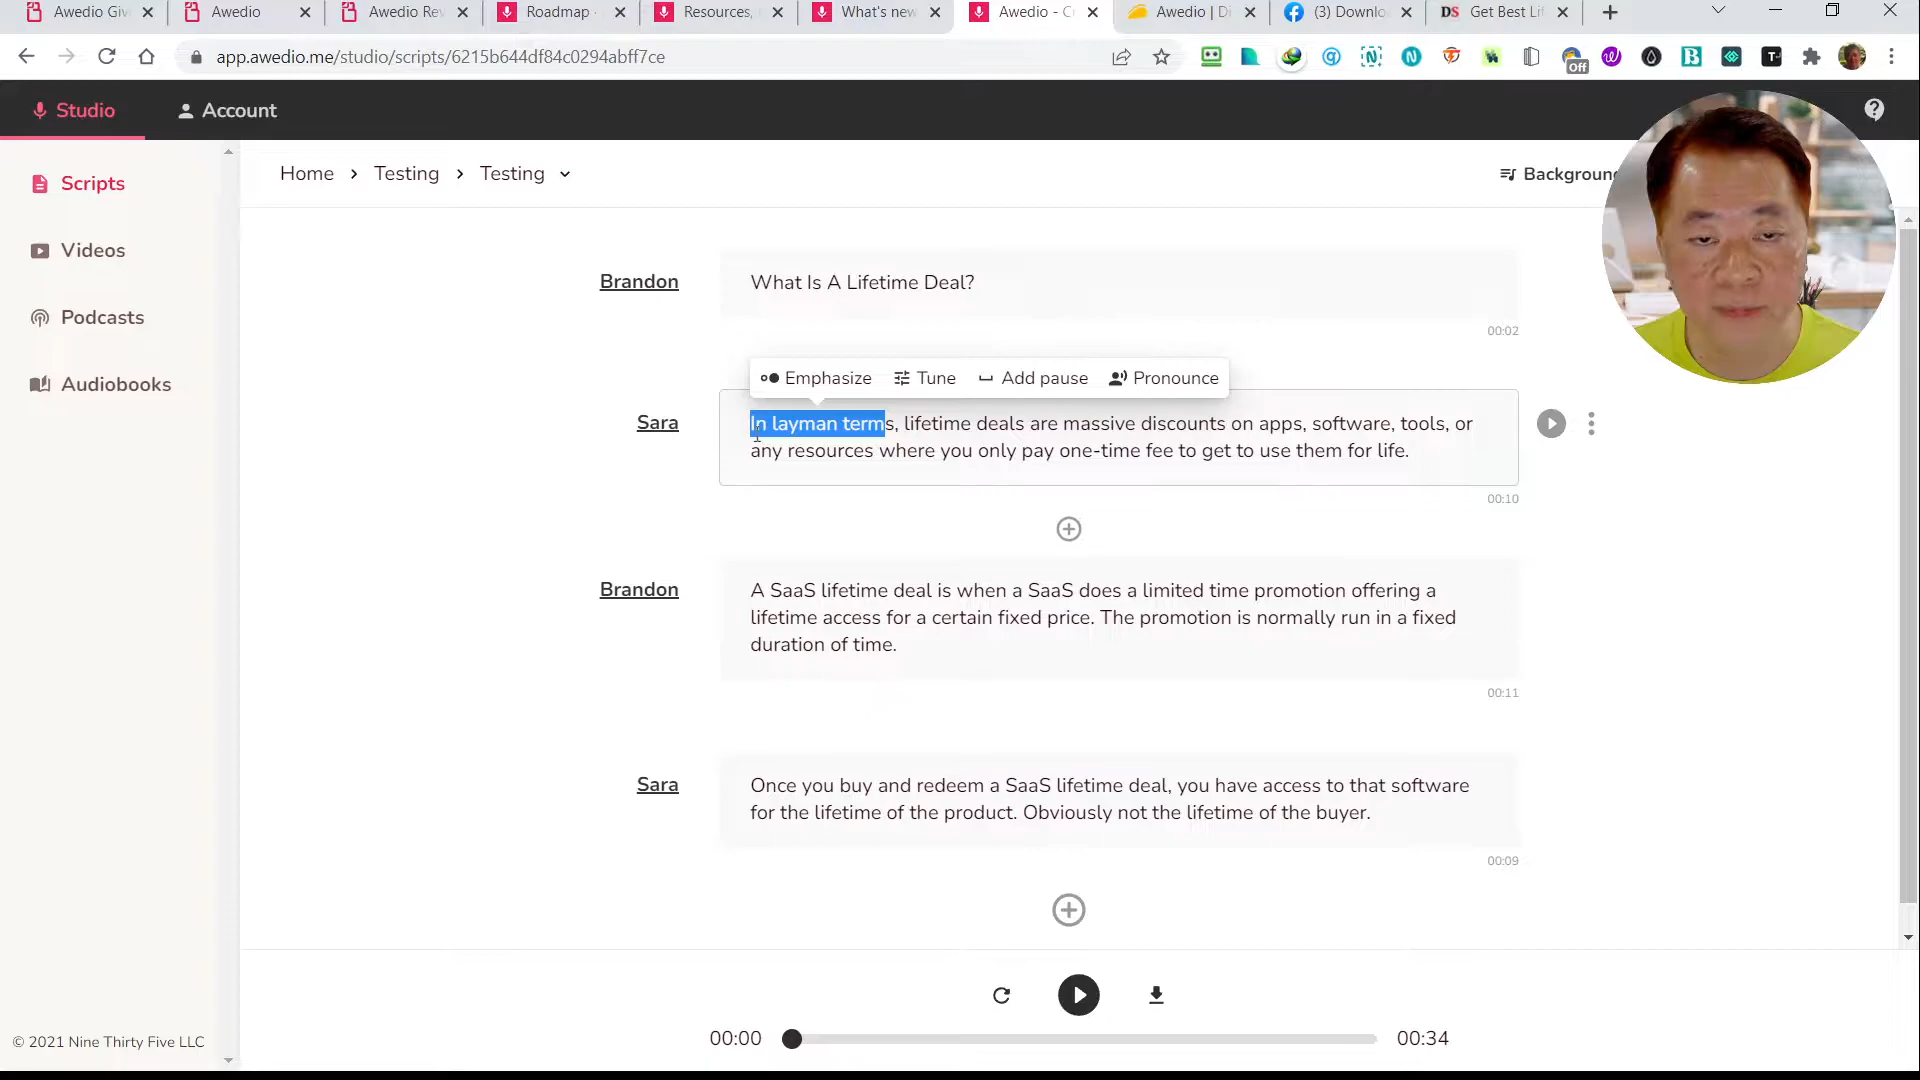 Awedio Giv
Awedio
Awedio Rev
Roadmap -
Resources,
What's new
Awedio - C
Awedio | Di
(3) Downlo
Get Best Lif
app.awedio.me/studio/scripts/6215b644df84c0294abff7ce
Off
Studio
Account
Scripts
Videos
Podcasts
Audiobooks
© 2021 Nine Thirty Five LLC
Home > Testing > Testing
Background
Brandon
What Is A Lifetime Deal?
00:02
Emphasize Tune Add pause Pronounce
Sara
In layman terms, lifetime deals are massive discounts on apps, software, tools, or
any resources where you only pay one-time fee to get to use them for life.
00:10
Brandon
A SaaS lifetime deal is when a SaaS does a limited time promotion offering a
lifetime access for a certain fixed price. The promotion is normally run in a fixed
duration of time.
00:11
Sara
Once you buy and redeem a SaaS lifetime deal, you have access to that software
for the lifetime of the product. Obviously not the lifetime of the buyer.
00:09
00:00
00:34